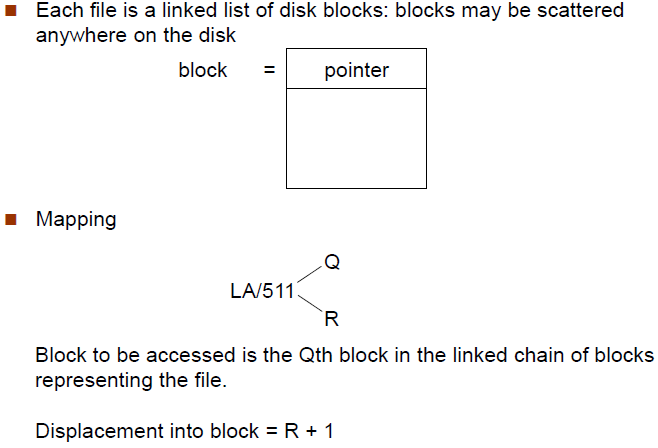 Each file is a linked list of disk blocks: blocks may be scattered
anywhere on the disk
block = pointer
Mapping
Q
LA/511
R
Block to be accessed is the Qth block in the linked chain of blocks
representing the file.
Displacement into block = R + 1